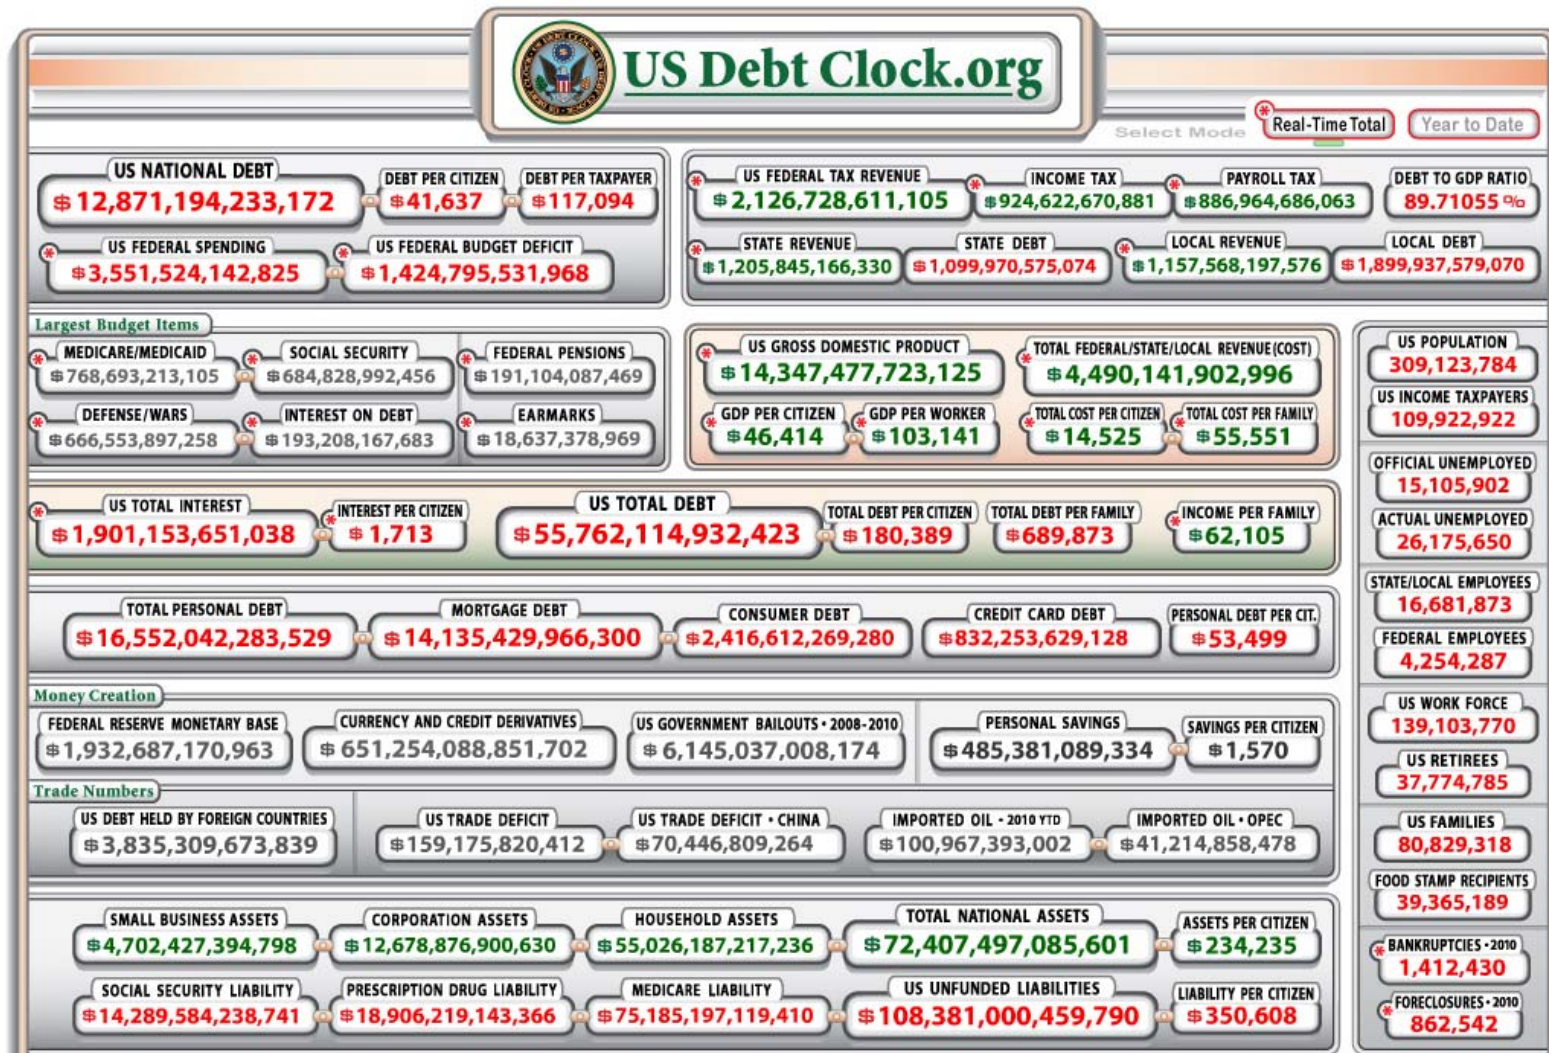 US Debt Clock.org
Select Mode * Real-Time Total Year to Date
US NATIONAL DEBT DEBT PER CITIZEN DEBT PER TAXPAYER
$ 12,871,194,233,172 $ 41,637 $ 117,094
US FEDERAL SPENDING US FEDERAL BUDGET DEFICIT
$ 3,551,524,142,825 $ 1,424,795,531,968
US FEDERAL TAX REVENUE INCOME TAX PAYROLL TAX DEBT TO GDP RATIO
$ 2,126,728,611,105 $ 924,622,670,881 $ 886,964,686,063 89.71055 %
STATE REVENUE STATE DEBT LOCAL REVENUE LOCAL DEBT
$ 1,205,845,166,330 $ 1,099,970,575,074 $ 1,157,568,197,576 $ 1,899,937,579,070
Largest Budget Items
MEDICARE/MEDICAID SOCIAL SECURITY FEDERAL PENSIONS
$ 768,693,213,105 $ 684,828,992,456 $ 191,104,087,469
DEFENSE/WARS INTEREST ON DEBT EARMARKS
$ 666,553,897,258 $ 193,208,167,683 $ 18,637,378,969
US GROSS DOMESTIC PRODUCT TOTAL FEDERAL/STATE/LOCAL REVENUE (COST)
$ 14,347,477,723,125 $ 4,490,141,902,996
GDP PER CITIZEN GDP PER WORKER TOTAL COST PER CITIZEN TOTAL COST PER FAMILY
$ 46,414 $ 103,141 $ 14,525 $ 55,551
US TOTAL INTEREST INTEREST PER CITIZEN US TOTAL DEBT TOTAL DEBT PER CITIZEN TOTAL DEBT PER FAMILY INCOME PER FAMILY
$ 1,901,153,651,038 $ 1,713 $ 55,762,114,932,423 $ 180,389 $ 689,873 $ 62,105
TOTAL PERSONAL DEBT MORTGAGE DEBT CONSUMER DEBT CREDIT CARD DEBT PERSONAL DEBT PER CIT.
$ 16,552,042,283,529 $ 14,135,429,966,300 $ 2,416,612,269,280 $ 832,253,629,128 $ 53,499
Money Creation
FEDERAL RESERVE MONETARY BASE CURRENCY AND CREDIT DERIVATIVES US GOVERNMENT BAILOUTS • 2008-2010 PERSONAL SAVINGS SAVINGS PER CITIZEN
$ 1,932,687,170,963 $ 651,254,088,851,702 $ 6,145,037,008,174 $ 485,381,089,334 $ 1,570
Trade Numbers
US DEBT HELD BY FOREIGN COUNTRIES US TRADE DEFICIT US TRADE DEFICIT • CHINA IMPORTED OIL • 2010 YTD IMPORTED OIL • OPEC
$ 3,835,309,673,839 $ 159,175,820,412 $ 70,446,809,264 $ 100,967,393,002 $ 41,214,858,478
SMALL BUSINESS ASSETS CORPORATION ASSETS HOUSEHOLD ASSETS TOTAL NATIONAL ASSETS ASSETS PER CITIZEN
$ 4,702,427,394,798 $ 12,678,876,900,630 $ 55,026,187,217,236 $ 72,407,497,085,601 $ 234,235
SOCIAL SECURITY LIABILITY PRESCRIPTION DRUG LIABILITY MEDICARE LIABILITY US UNFUNDED LIABILITIES LIABILITY PER CITIZEN
$ 14,289,584,238,741 $ 18,906,219,143,366 $ 75,185,197,119,410 $ 108,381,000,459,790 $ 350,608
US POPULATION
309,123,784
US INCOME TAXPAYERS
109,922,922
OFFICIAL UNEMPLOYED
15,105,902
ACTUAL UNEMPLOYED
26,175,650
STATE/LOCAL EMPLOYEES
16,681,873
FEDERAL EMPLOYEES
4,254,287
US WORK FORCE
139,103,770
US RETIREES
37,774,785
US FAMILIES
80,829,318
FOOD STAMP RECIPIENTS
39,365,189
BANKRUPTCIES • 2010
1,412,430
FORECLOSURES • 2010
862,542